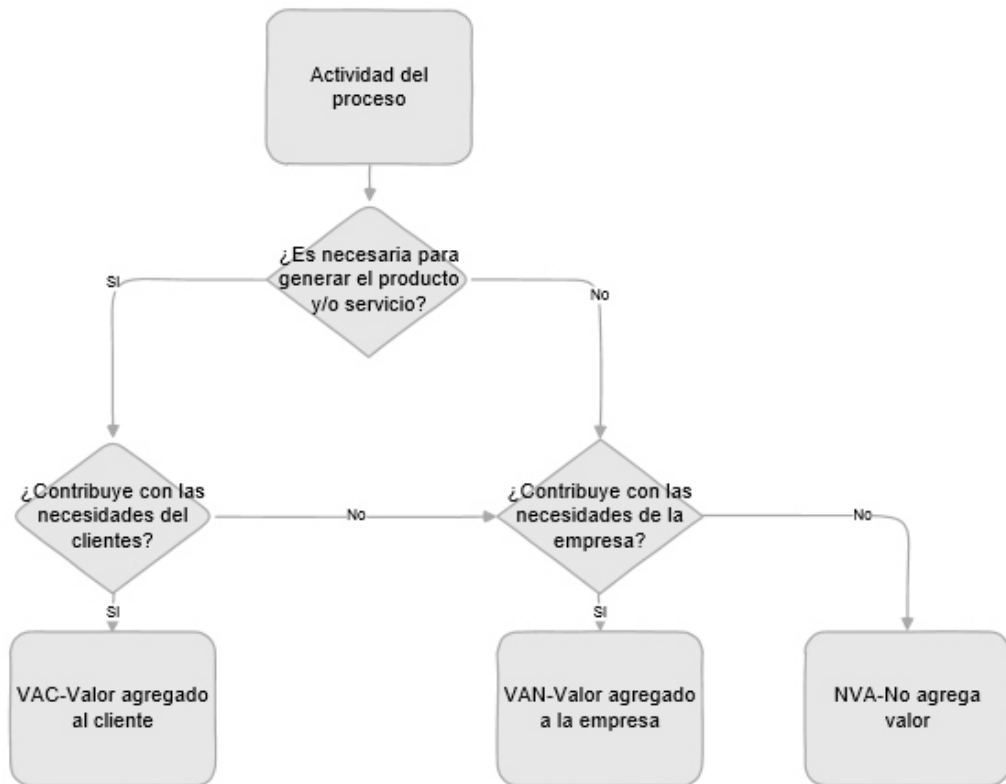 Actividad del
proceso
¿Es necesaria para
generar el producto
y/o servicio?
SI
No
¿Contribuye con las
necesidades del
clientes?
No
¿Contribuye con las
necesidades de la
empresa?
No
SI
SI
VAC-Valor agregado
al cliente
VAN-Valor agregado
a la empresa
NVA-No agrega
valor